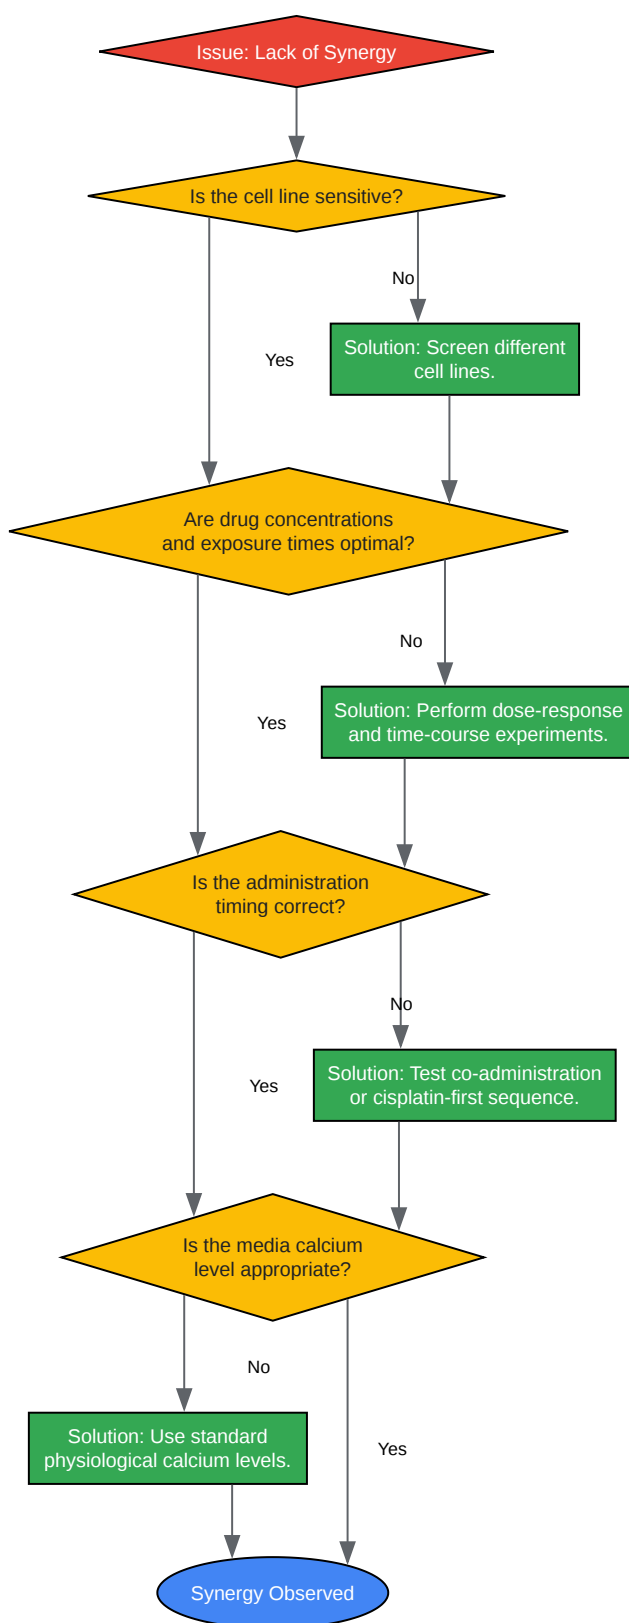 Issue: Lack of Synergy
Is the cell line sensitive?
No
Yes
Solution: Screen different
cell lines.
Are drug concentrations
and exposure times optimal?
No
Yes
Solution: Perform dose-response
and time-course experiments.
Is the administration
timing correct?
No
Yes
Solution: Test co-administration
or cisplatin-first sequence.
Is the media calcium
level appropriate?
No
Solution: Use standard
physiological calcium levels.
Yes
Synergy Observed